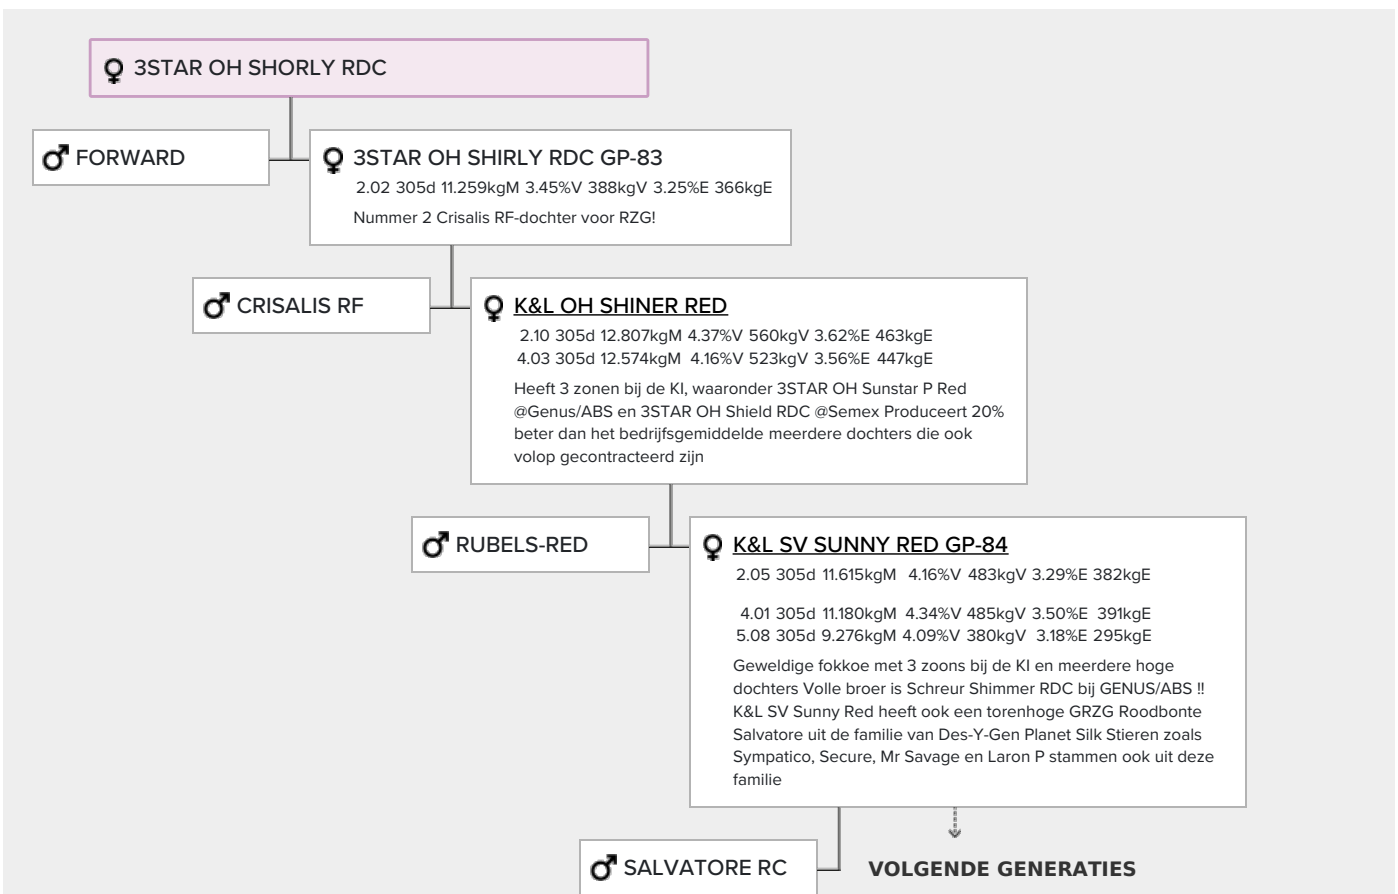 3STAR OH SHORLY RDC
FORWARD
3STAR OH SHIRLY RDC GP-83
2.02 305d 11.259kgM 3.45%V 388kgV 3.25%E 366kgE
Nummer 2 Crisalis RF-dochter voor RZG!
CRISALIS RF
K&L OH SHINER RED
2.10 305d 12.807kgM 4.37%V 560kgV 3.62%E 463kgE
4.03 305d 12.574kgM 4.16%V 523kgV 3.56%E 447kgE
Heeft 3 zonen bij de KI, waaronder 3STAR OH Sunstar P Red
@Genus/ABS en 3STAR OH Shield RDC @Semex Produceert 20%
beter dan het bedrijfsgemiddelde meerdere dochters die ook
volop gecontracteerd zijn
RUBELS-RED
K&L SV SUNNY RED GP-84
2.05 305d 11.615kgM 4.16%V 483kgV 3.29%E 382kgE
4.01 305d 11.180kgM 4.34%V 485kgV 3.50%E 391kgE
5.08 305d 9.276kgM 4.09%V 380kgV 3.18%E 295kgE
Geweldige fokkoe met 3 zoons bij de KI en meerdere hoge
dochters Volle broer is Schreur Shimmer RDC bij GENUS/ABS !!
K&L SV Sunny Red heeft ook een torenhoge GRZG Roodbonte
Salvatore uit de familie van Des-Y-Gen Planet Silk Stieren zoals
Sympatico, Secure, Mr Savage en Laron P stammen ook uit deze
familie
SALVATORE RC
VOLGENDE GENERATIES